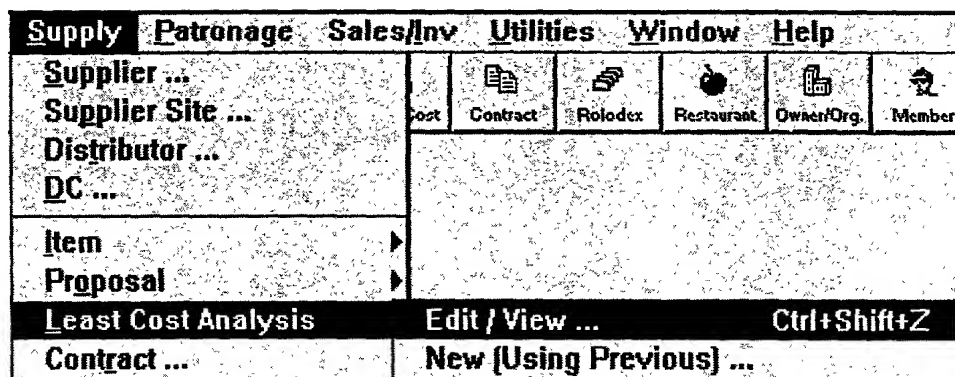 Supply Patronage Sales/Inv Utilities Window Help
Supplier ...
Supplier Site ...
Distributor ...
DC ...
Cost Contract Rolodex Restaurant Owner/Org. Member
Item
Proposal
Least Cost Analysis Edit / View ... Ctrl+Shift+Z
Contract ... New (Using Previous) ...